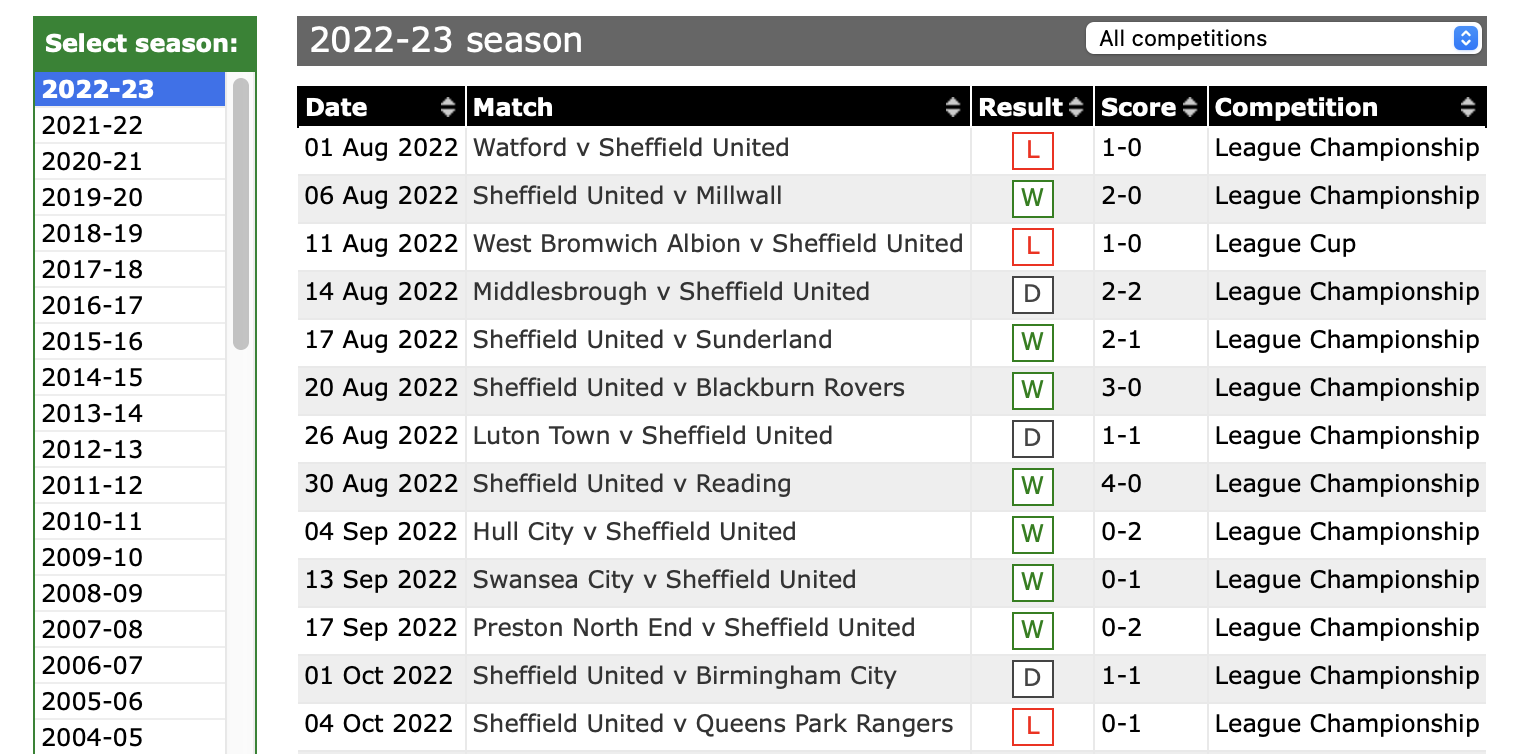 Select season:
2022-23
2021-22
2020-21
2019-20
2018-19
2017-18
2016-17
2015-16
2014-15
2013-14
2012-13
2011-12
2010-11
2009-10
2008-09
2007-08
2006-07
2005-06
2004-05
2022-23 season All competitions
Date Match Result Score Competition
01 Aug 2022 Watford v Sheffield United L 1-0 League Championship
06 Aug 2022 Sheffield United v Millwall W 2-0 League Championship
11 Aug 2022 West Bromwich Albion v Sheffield United L 1-0 League Cup
14 Aug 2022 Middlesbrough v Sheffield United D 2-2 League Championship
17 Aug 2022 Sheffield United v Sunderland W 2-1 League Championship
20 Aug 2022 Sheffield United v Blackburn Rovers W 3-0 League Championship
26 Aug 2022 Luton Town v Sheffield United D 1-1 League Championship
30 Aug 2022 Sheffield United v Reading W 4-0 League Championship
04 Sep 2022 Hull City v Sheffield United W 0-2 League Championship
13 Sep 2022 Swansea City v Sheffield United W 0-1 League Championship
17 Sep 2022 Preston North End v Sheffield United W 0-2 League Championship
01 Oct 2022 Sheffield United v Birmingham City D 1-1 League Championship
04 Oct 2022 Sheffield United v Queens Park Rangers L 0-1 League Championship